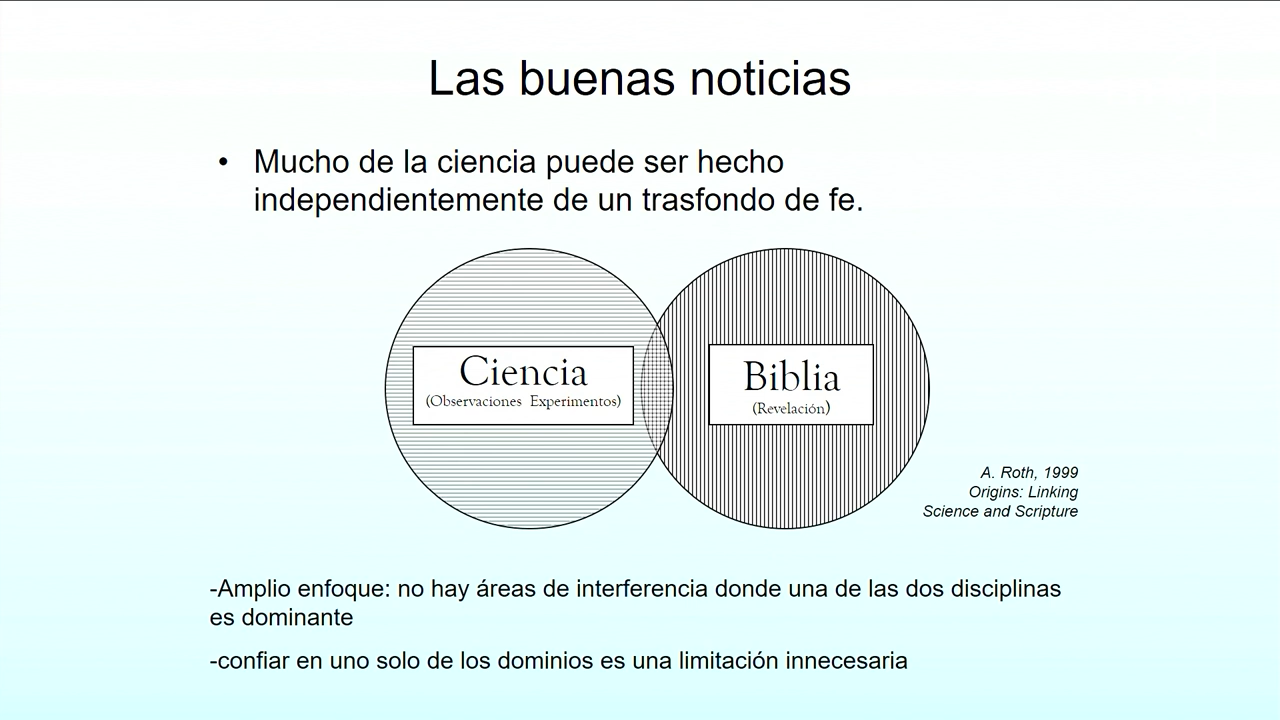 Las buenas noticias
• Mucho de la ciencia puede ser hecho
independientemente de un trasfondo de fe.
Ciencia
(Observaciones Experimentos)
Biblia
(Revelación)
A. Roth, 1999
Origins: Linking
Science and Scripture
-Amplio enfoque: no hay áreas de interferencia donde una de las dos disciplinas
es dominante
-confiar en uno solo de los dominios es una limitación innecesaria